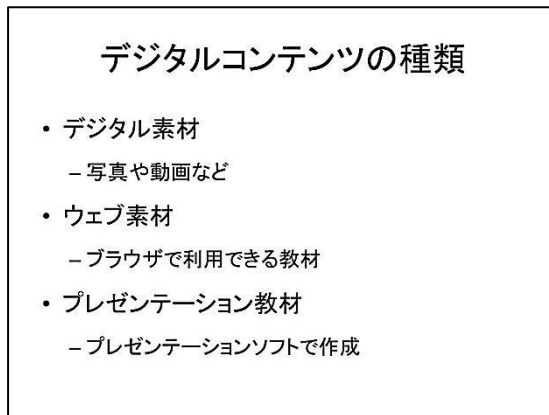 デジタルコンテンツの種類
• デジタル素材
– 写真や動画など
• ウェブ素材
– ブラウザで利用できる教材
• プレゼンテーション教材
– プレゼンテーションソフトで作成